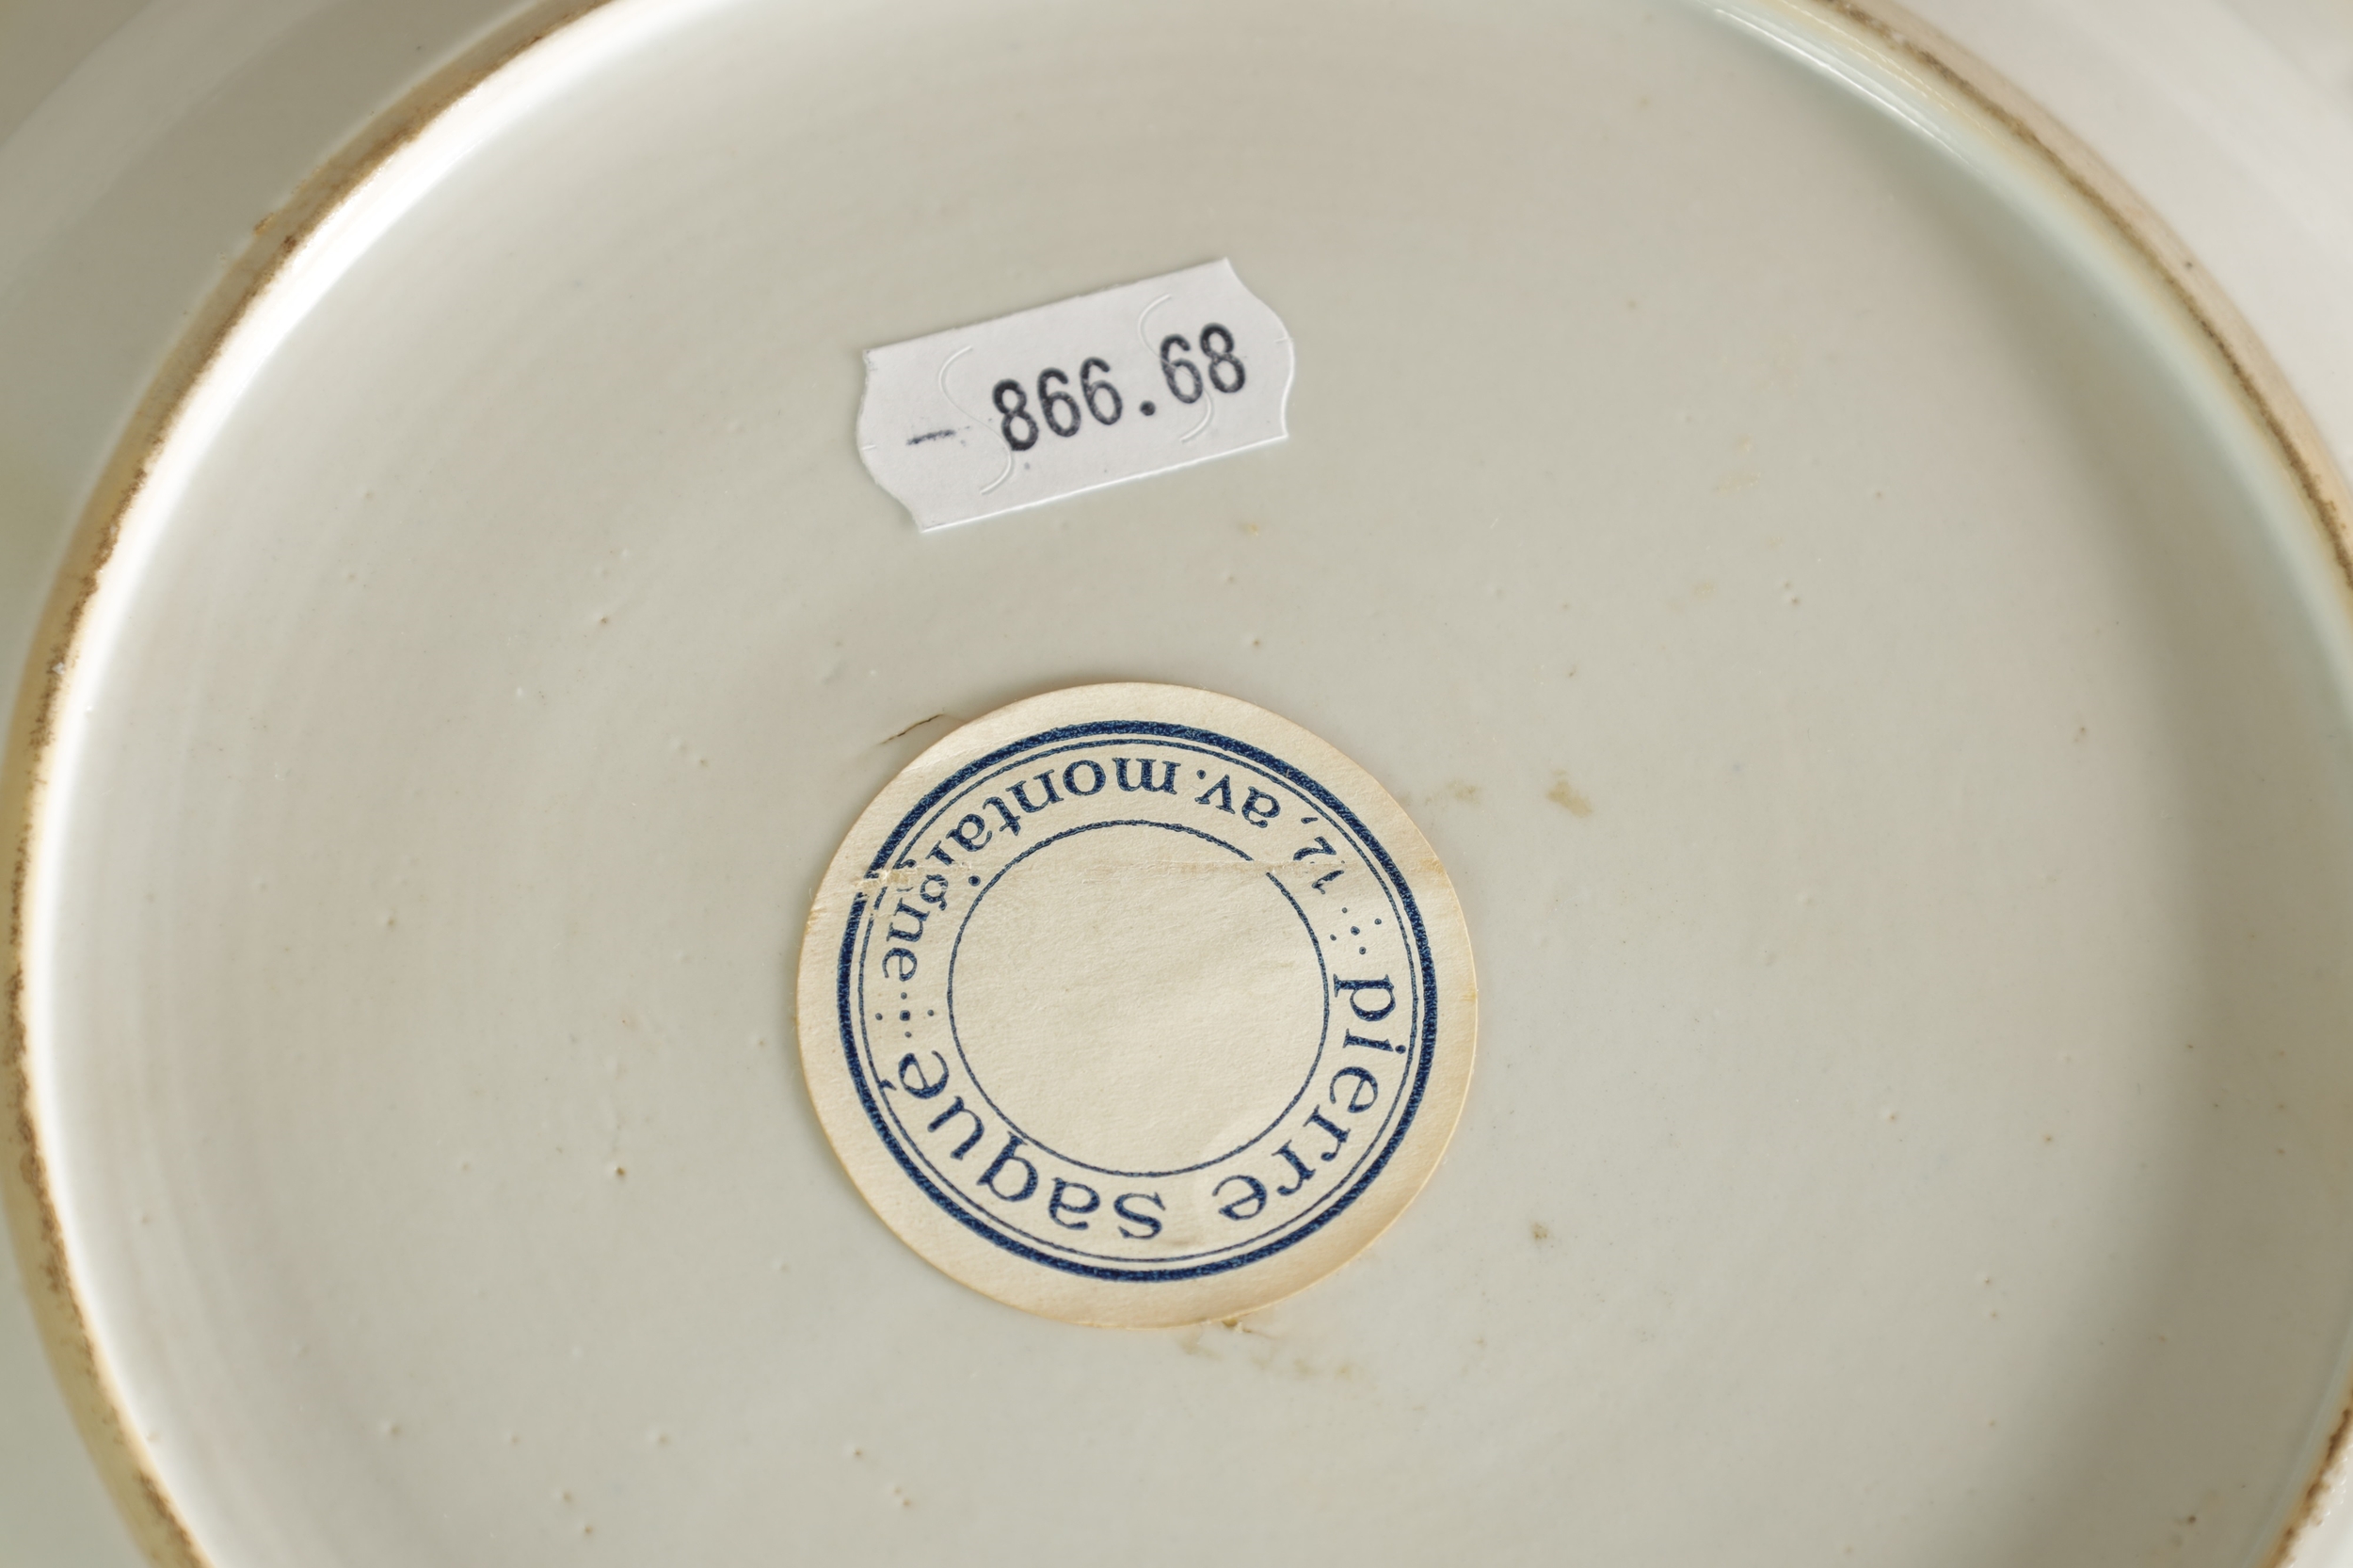 - 866.68
pierre saqué
12, av. montaigne